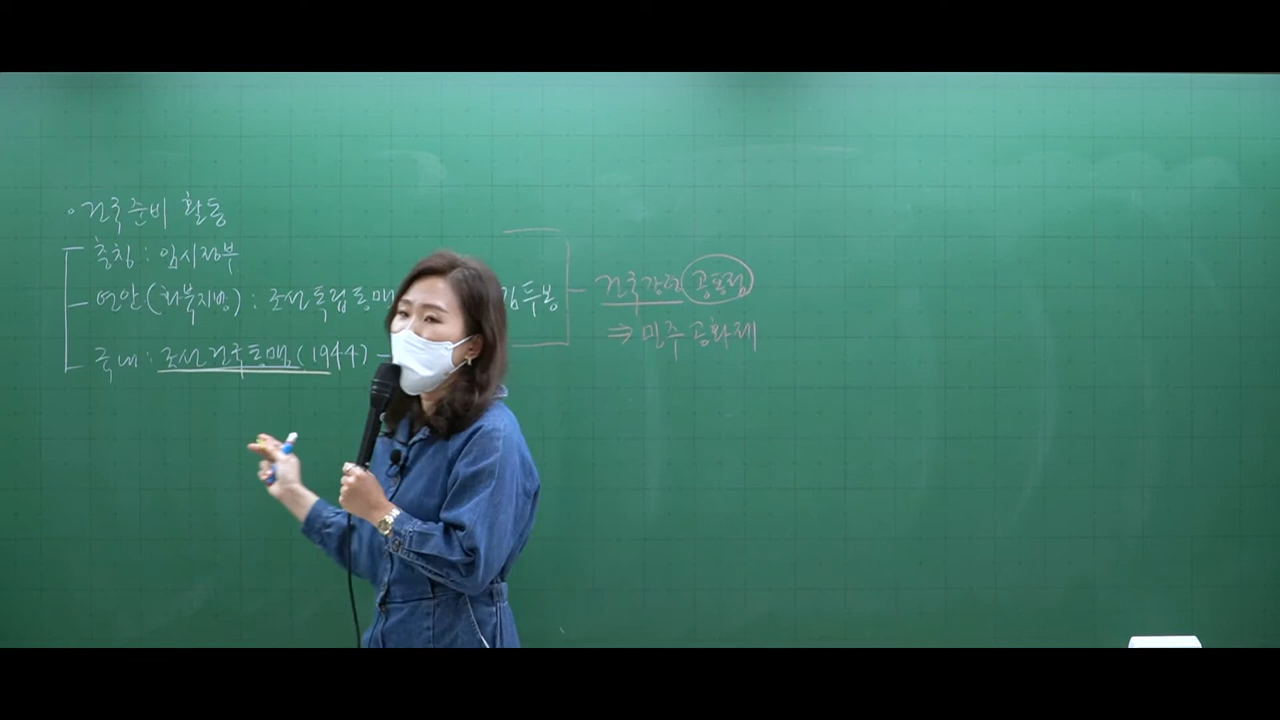 ◦건국준비 활동
충칭 : 임시정부
연안(화북지방) : 조선독립동맹 김두봉
국내 : 조선건국동맹(1944) -
건국강령 공통점
⇒ 민주공화제